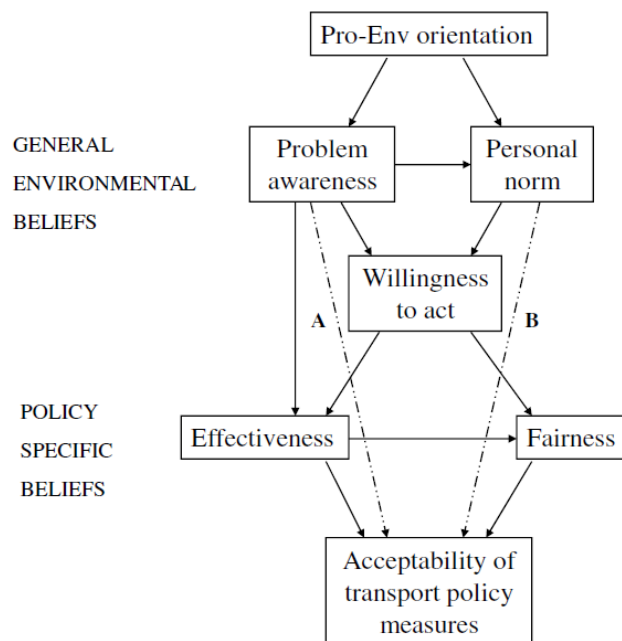 Pro-Env orientation
GENERAL
ENVIRONMENTAL
BELIEFS
Problem
awareness
Personal
norm
Willingness
to act
A
B
POLICY
SPECIFIC
BELIEFS
Effectiveness
Fairness
Acceptability of
transport policy
measures